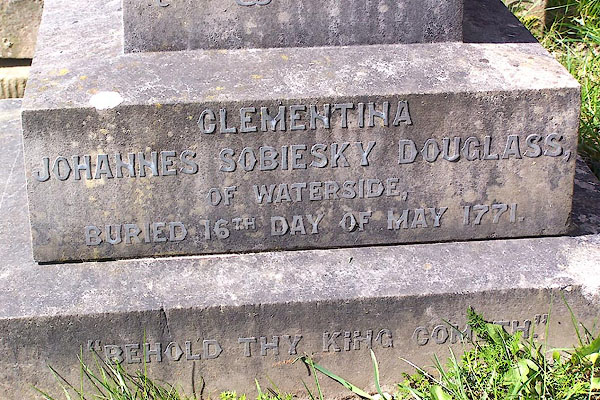 CLEMENTINA
JOHANNES SOBIESKY DOUGLASS,
OF WATERSIDE,
BURIED 16TH DAY OF MAY 1771.
"BEHOLD THY KING COMETH."